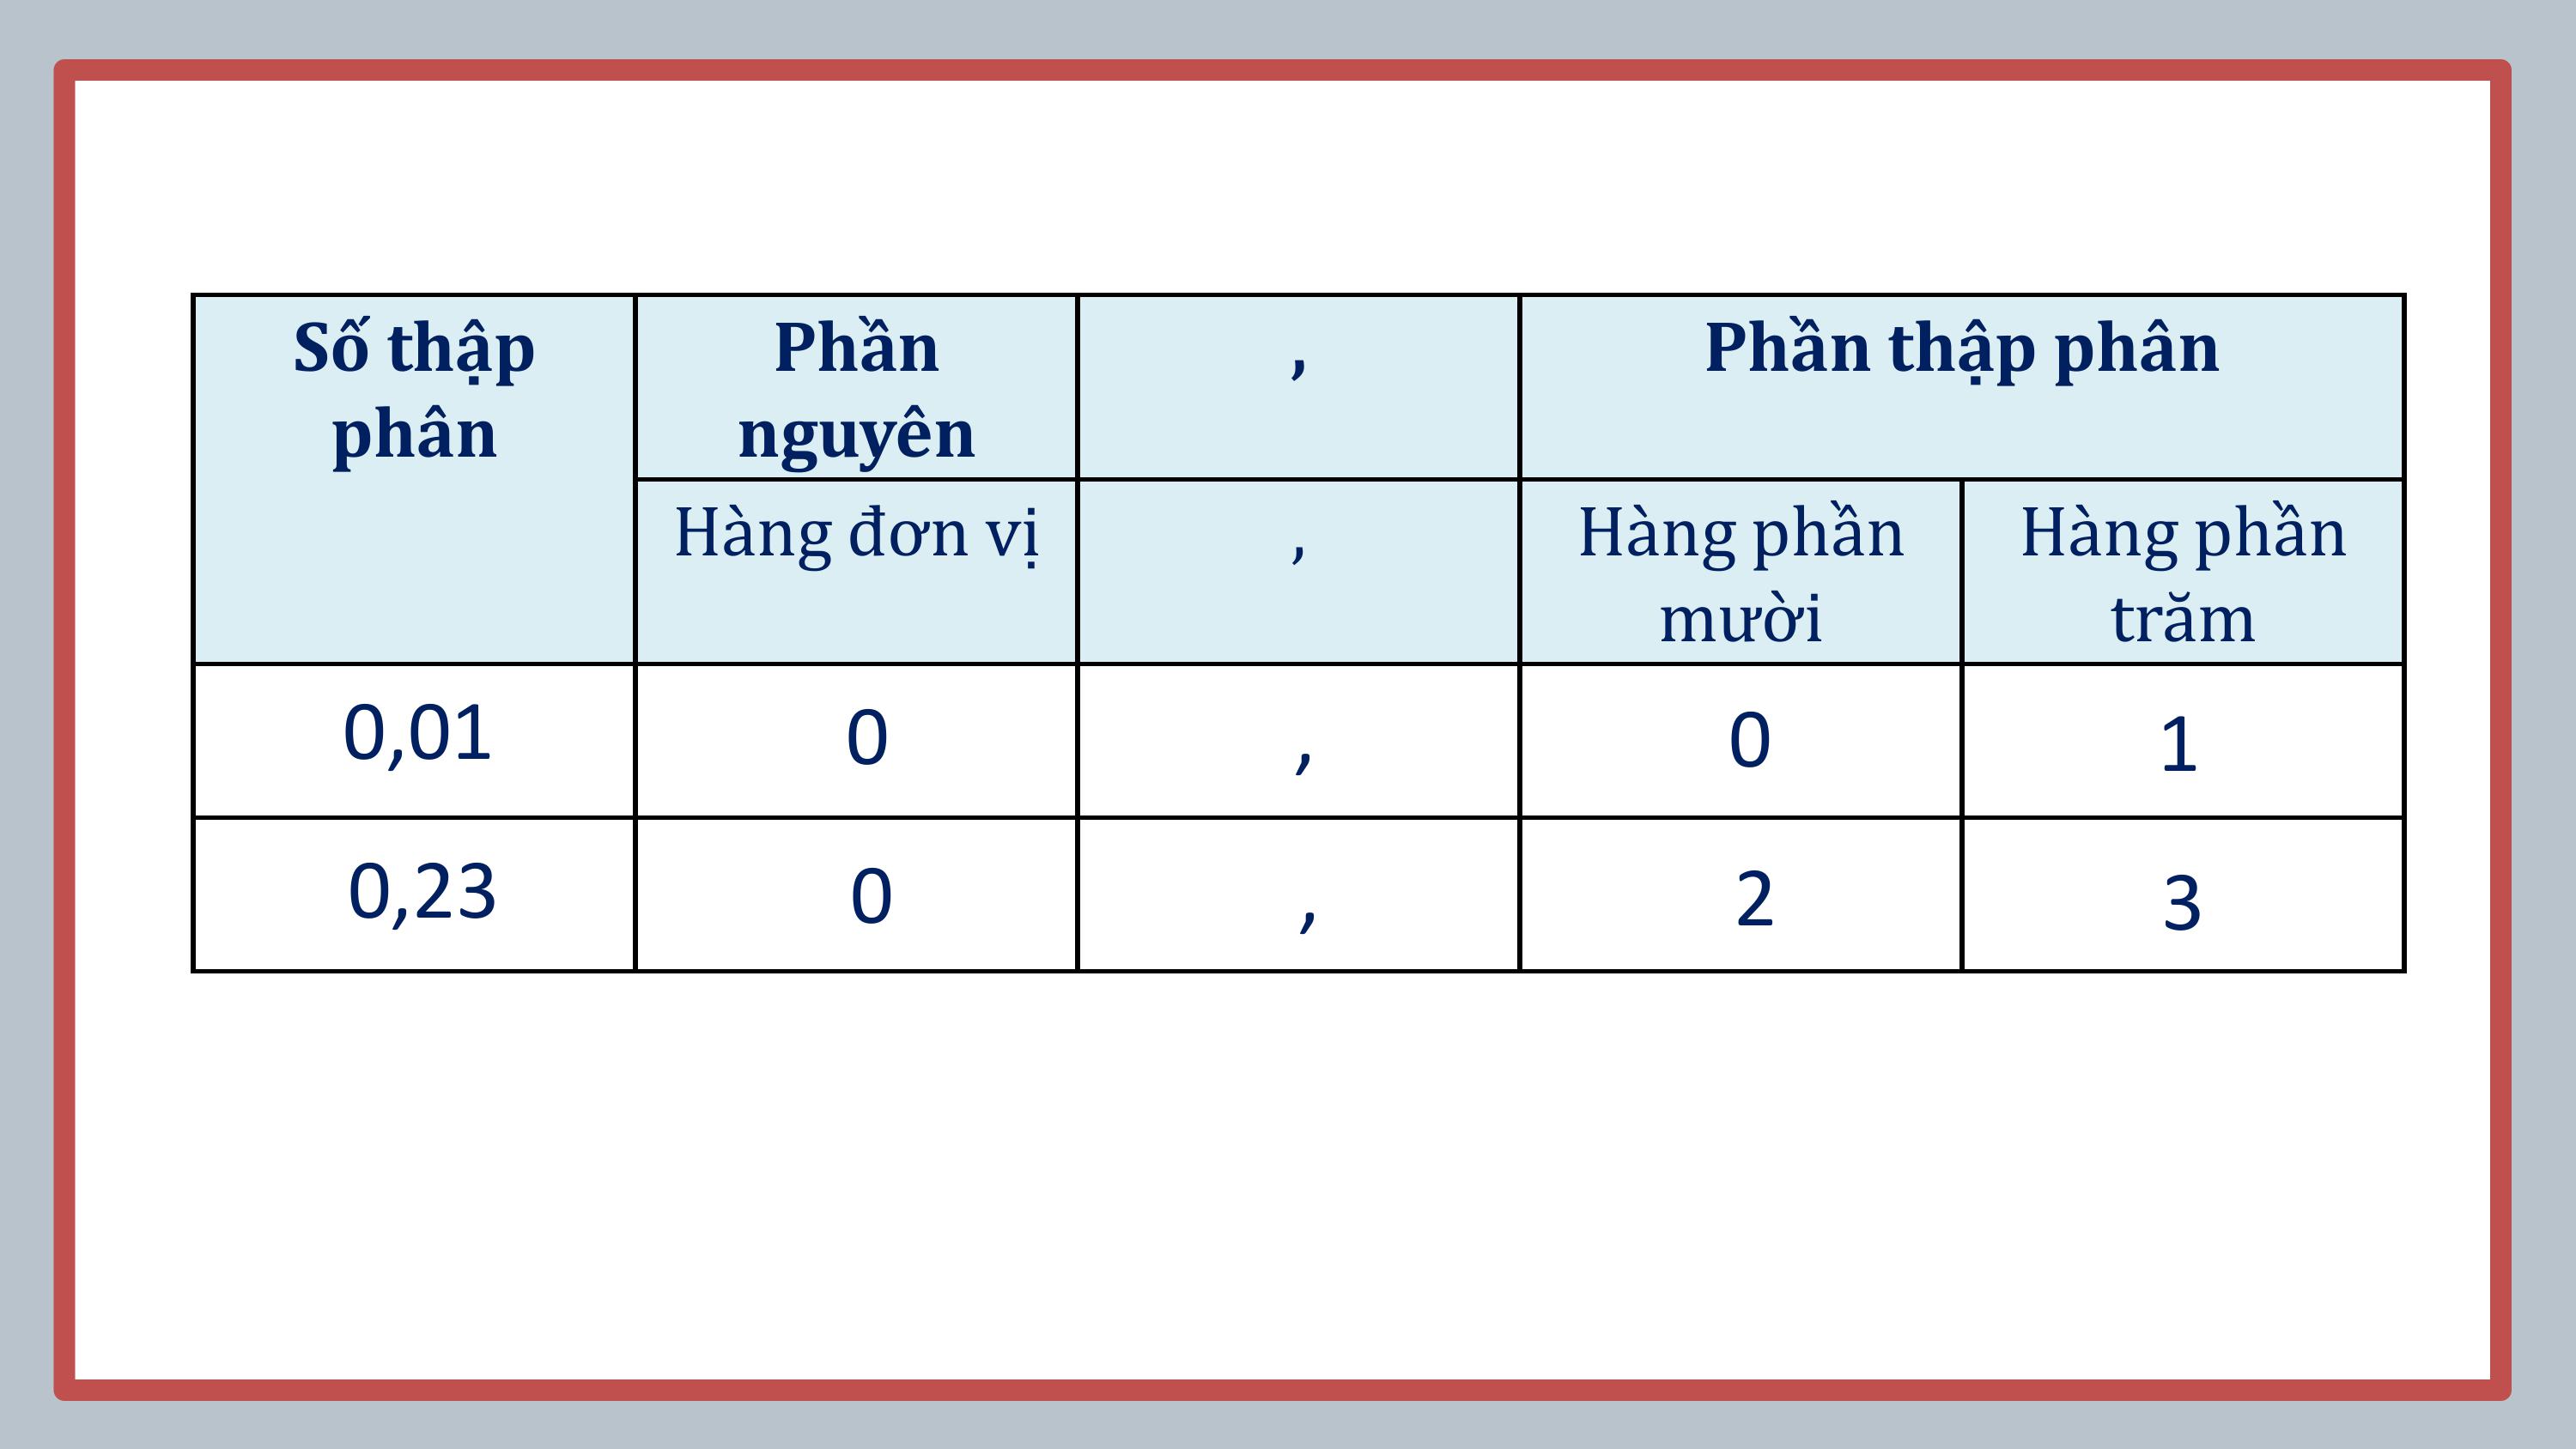 Số thập phân
Phần nguyên
,
Phần thập phân
Hàng đơn vị
,
Hàng phần mười
Hàng phần trăm
0,01
0
,
0
1
0,23
0
,
2
3